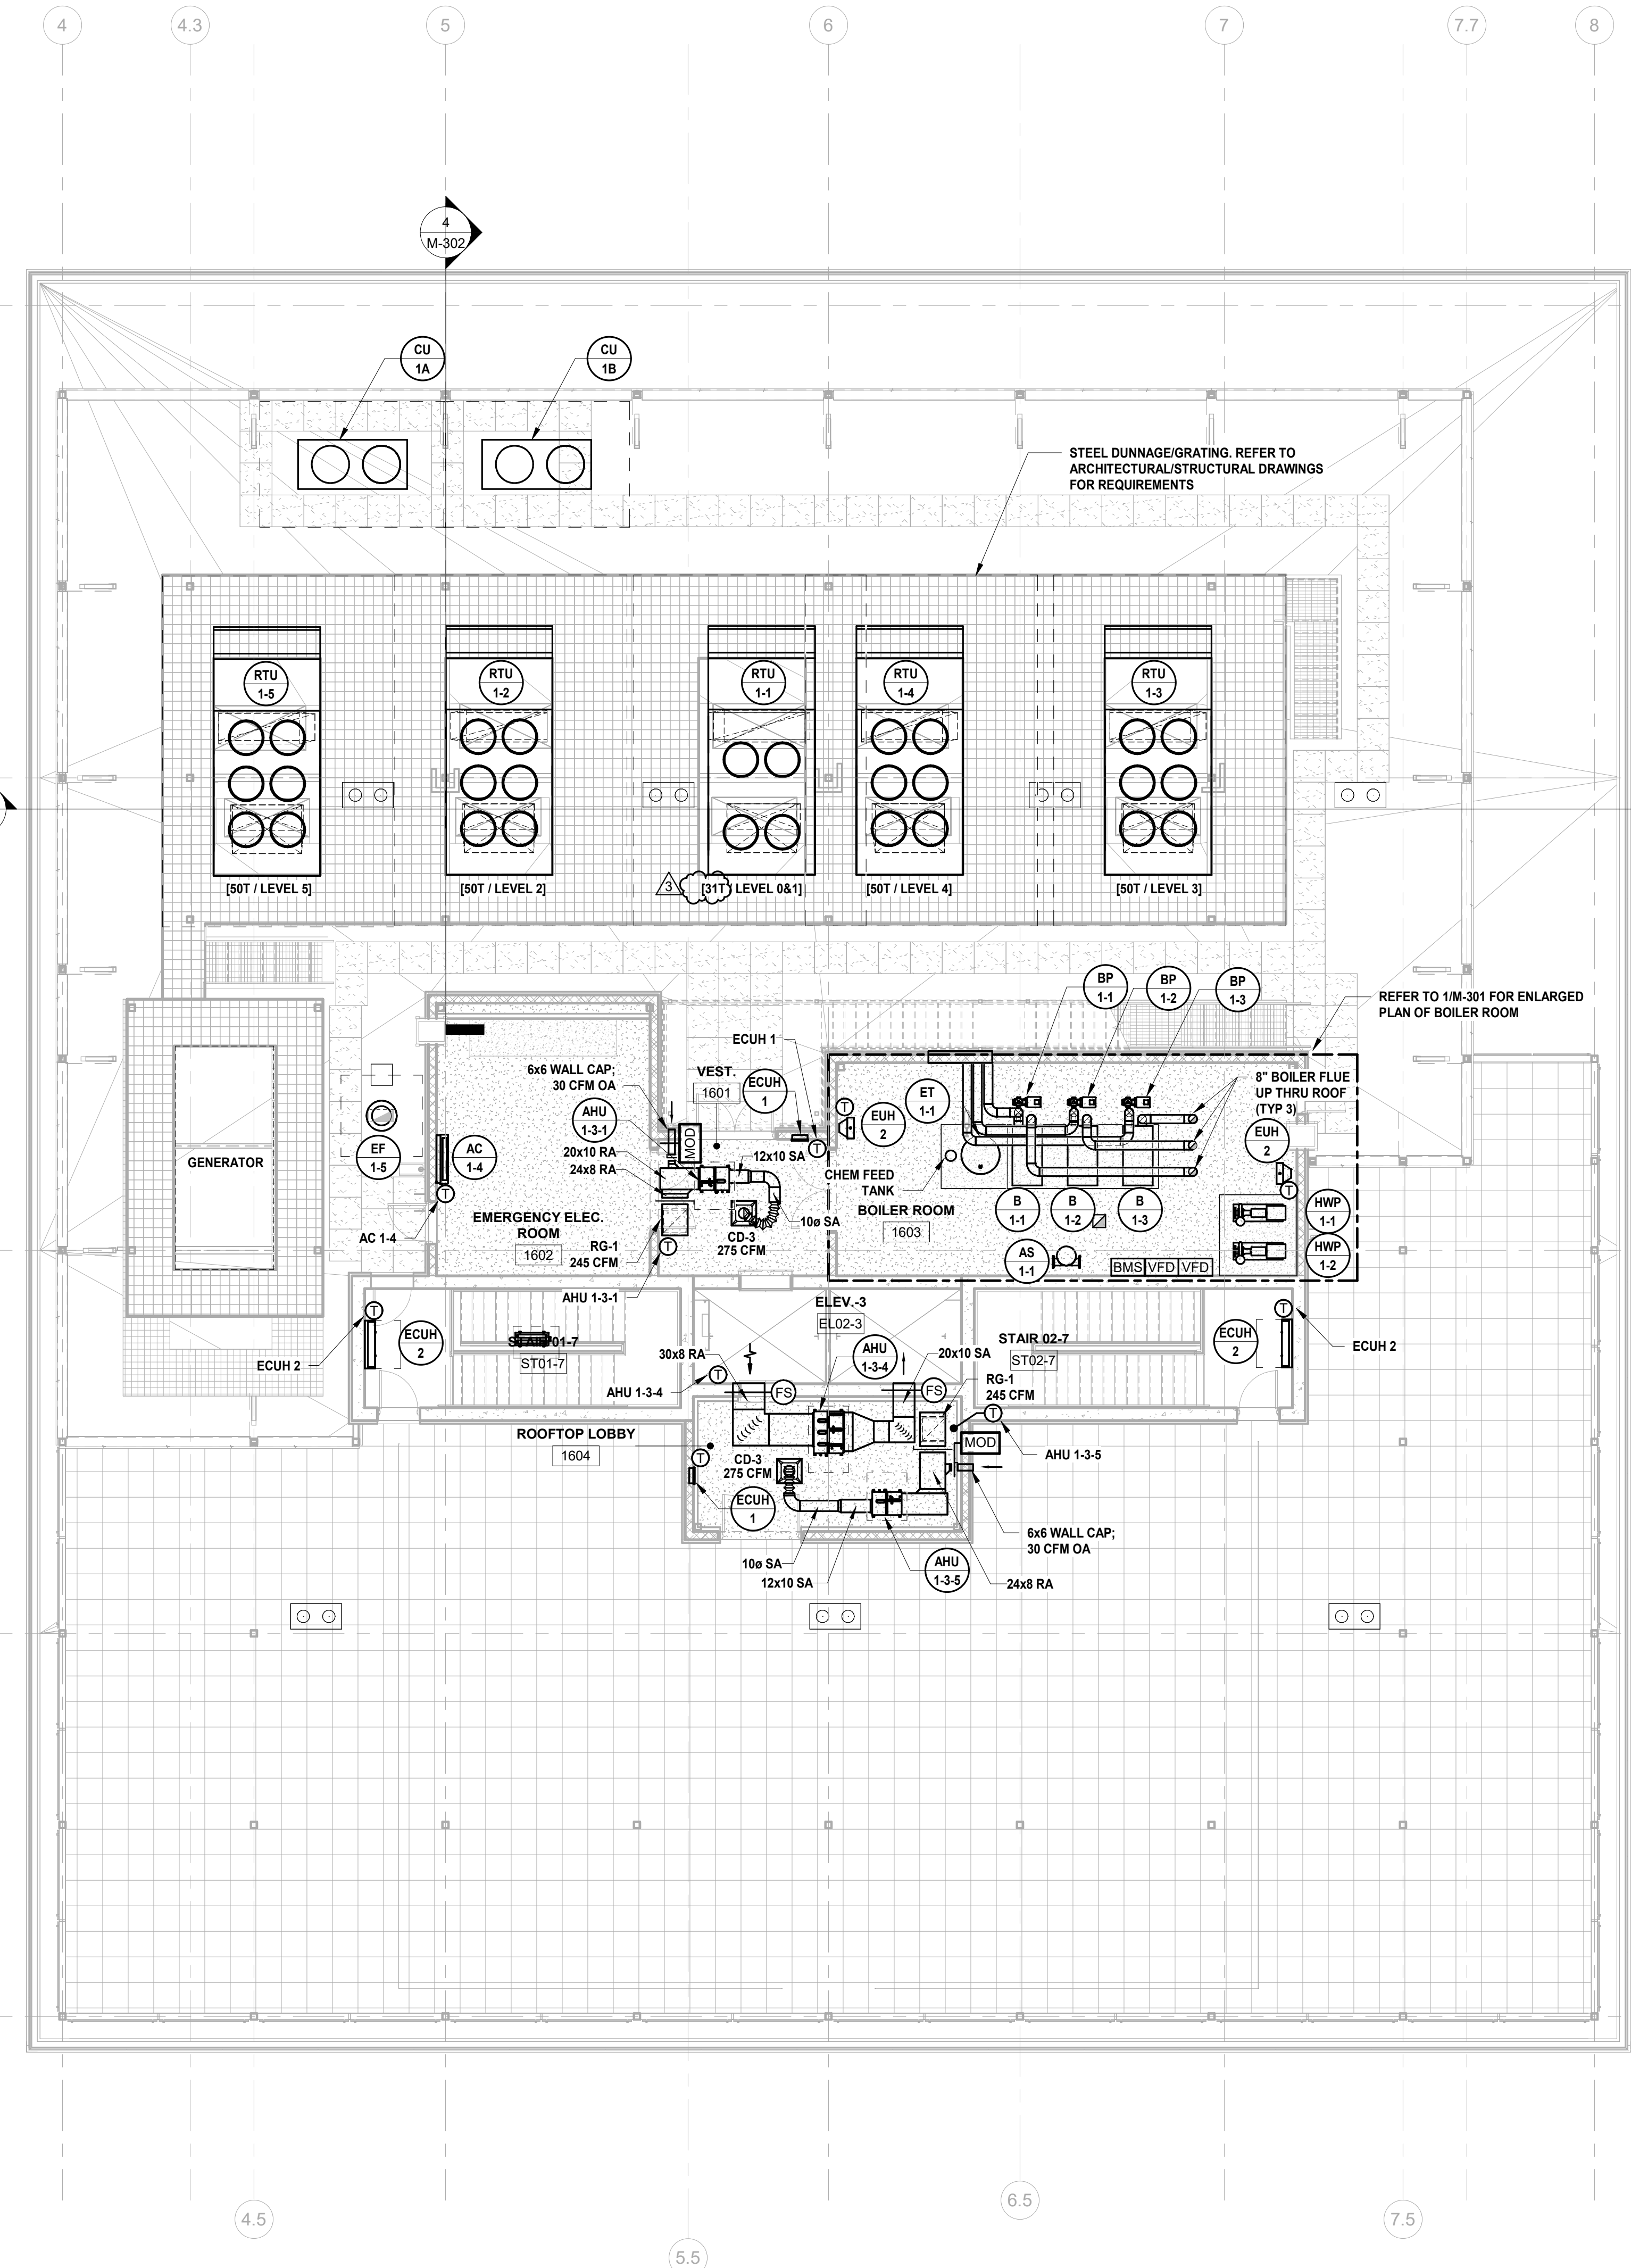 4
4.3
5
6
7
7.7
8
4
M-302
CU
1A
CU
1B
STEEL DUNNAGE/GRATING. REFER TO
ARCHITECTURAL/STRUCTURAL DRAWINGS
FOR REQUIREMENTS
RTU
1-5
RTU
1-2
RTU
1-1
RTU
1-4
RTU
1-3
[50T / LEVEL 5]
[50T / LEVEL 2]
3
[31T / LEVEL 0&1]
[50T / LEVEL 4]
[50T / LEVEL 3]
BP
1-1
BP
1-2
BP
1-3
REFER TO 1/M-301 FOR ENLARGED
PLAN OF BOILER ROOM
ECUH 1
6x6 WALL CAP;
30 CFM OA
VEST.
1601
ECUH
1
AHU
1-3-1
20x10 RA
24x8 RA
MOD
12x10 SA
T
T
EUH
2
ET
1-1
8" BOILER FLUE
UP THRU ROOF
(TYP 3)
EUH
2
T
GENERATOR
EF
1-5
AC
1-4
T
AC 1-4
CHEM FEED
TANK
BOILER ROOM
1603
B
1-1
B
1-2
B
1-3
HWP
1-1
HWP
1-2
EMERGENCY ELEC.
ROOM
1602
RG-1
245 CFM
T
CD-3
275 CFM
10ø SA
AS
1-1
BMS
VFD
VFD
AHU 1-3-1
T
ECUH
2
ECUH 2
STAIR 01-7
ST01-7
ELEV.-3
EL02-3
30x8 RA
AHU
1-3-4
20x10 SA
STAIR 02-7
ST02-7
T
ECUH
2
ECUH 2
AHU 1-3-4
T
FS
FS
RG-1
245 CFM
T
MOD
AHU 1-3-5
ROOFTOP LOBBY
1604
T
CD-3
275 CFM
ECUH
1
6x6 WALL CAP;
30 CFM OA
10ø SA
12x10 SA
AHU
1-3-5
24x8 RA
4.5
5.5
6.5
7.5